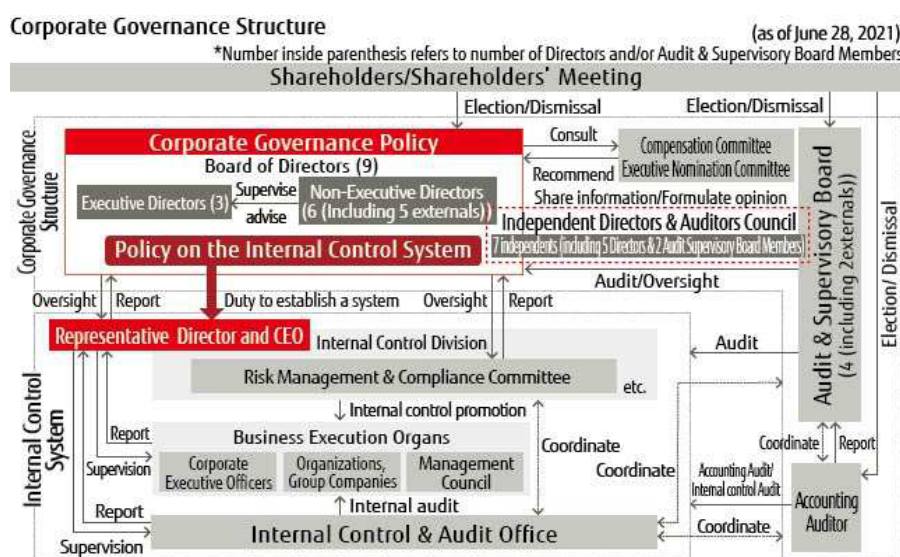 Corporate Governance Structure
(as of June 28, 2021)
*Number inside parenthesis refers to number of Directors and/or Audit & Supervisory Board Members
Shareholders/Shareholders' Meeting
Election/Dismissal
Election/Dismissal
Corporate Governance
Structure
Corporate Governance Policy
Board of Directors (9)
Executive Directors (3)
Supervise
advise
Non-Executive Directors
(6 (Including 5 externals))
Consult
Recommend
Compensation Committee
Executive Nomination Committee
Share information/Formulate opinion
Independent Directors & Auditors Council
7 independents (including 5 Directors & 2 Audit Supervisory Board Members)
Policy on the Internal Control System
Audit/Oversight
Audit & Supervisory Board
(4 (including 2externals))
Election/ Dismissal
Oversight
Report
Duty to establish a system
Oversight
Report
Internal Control
System
Representative Director and CEO
Internal Control Division
Audit
Risk Management & Compliance Committee
etc.
Internal control promotion
Business Execution Organs
Report
Supervision
Corporate
Executive Officers
Organizations,
Group Companies
Management
Council
Coordinate
Coordinate
Coordinate
Report
Accounting Audit/
Internal control Audit
Accounting
Auditor
Internal audit
Report
Supervision
Internal Control & Audit Office
Coordinate